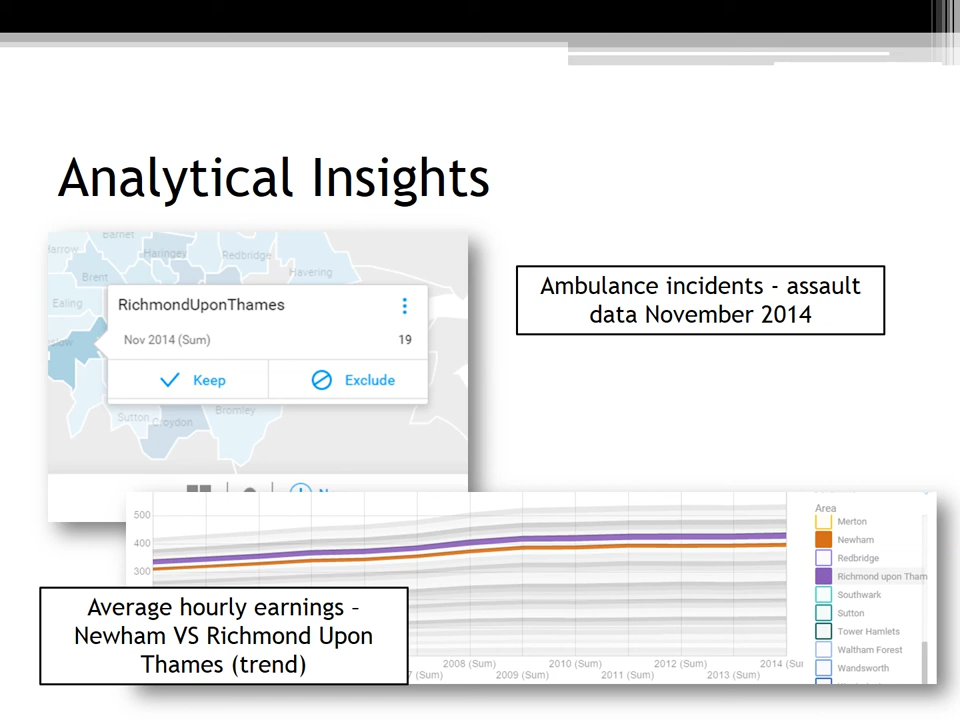 Analytical Insights
Barnet
Haringey
Redbridge
Brent
Havering
Ealing
RichmondUponThames
Nov 2014 (Sum) 19
Keep Exclude
Bromley
Sutton
Ambulance incidents - assault
data November 2014
500
400
300
Average hourly earnings –
Newham VS Richmond Upon
Thames (trend)
2008 (Sum) 2010 (Sum) 2012 (Sum)
(Sum) 2009 (Sum) 2011 (Sum) 2013 (Sum)
Area
Merton
Newham
Redbridge
Richmond upon Tham
Southwark
Sutton
Tower Hamlets
Waltham Forest
Wandsworth